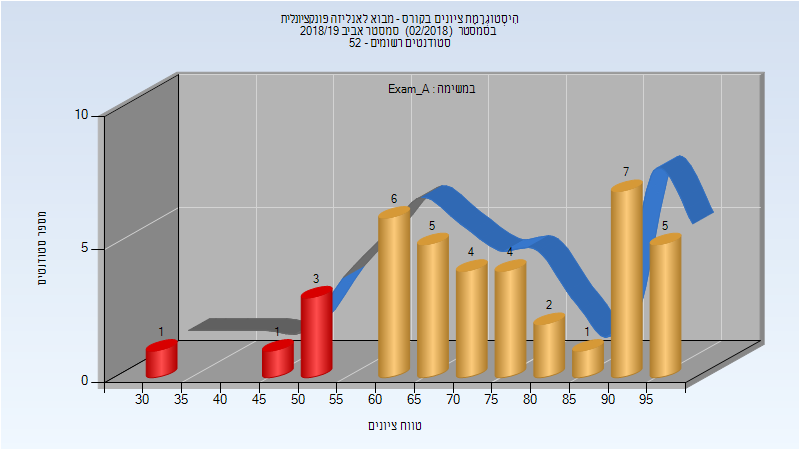 היסטוגרמת ציונים בקורס - מבוא לאנליזה פונקציונלית
בסמסטר (02/2018) סמסטר אביב 2018/19
סטודנטים רשומים - 52
במשימה : Exam_A
מספר סטודנטים
10
5
0
1
1
3
6
5
4
4
2
1
7
5
30 35 40 45 50 55 60 65 70 75 80 85 90 95
טווח ציונים